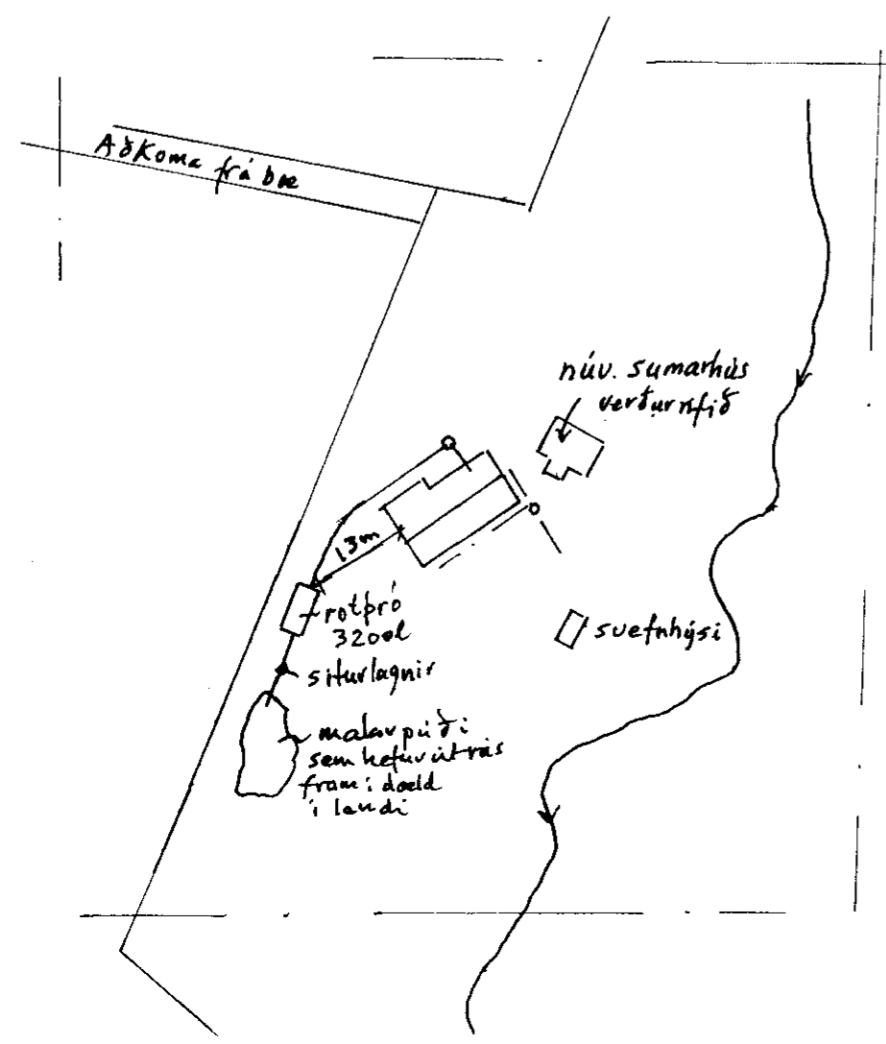 Aðkoma frá bæ
núv. sumarhús
verður rifið
13m
rotþró
3200l
siturlagnir
svefnhýsi
malarpúði
sem hefur útrás
fram í dæld
í landi